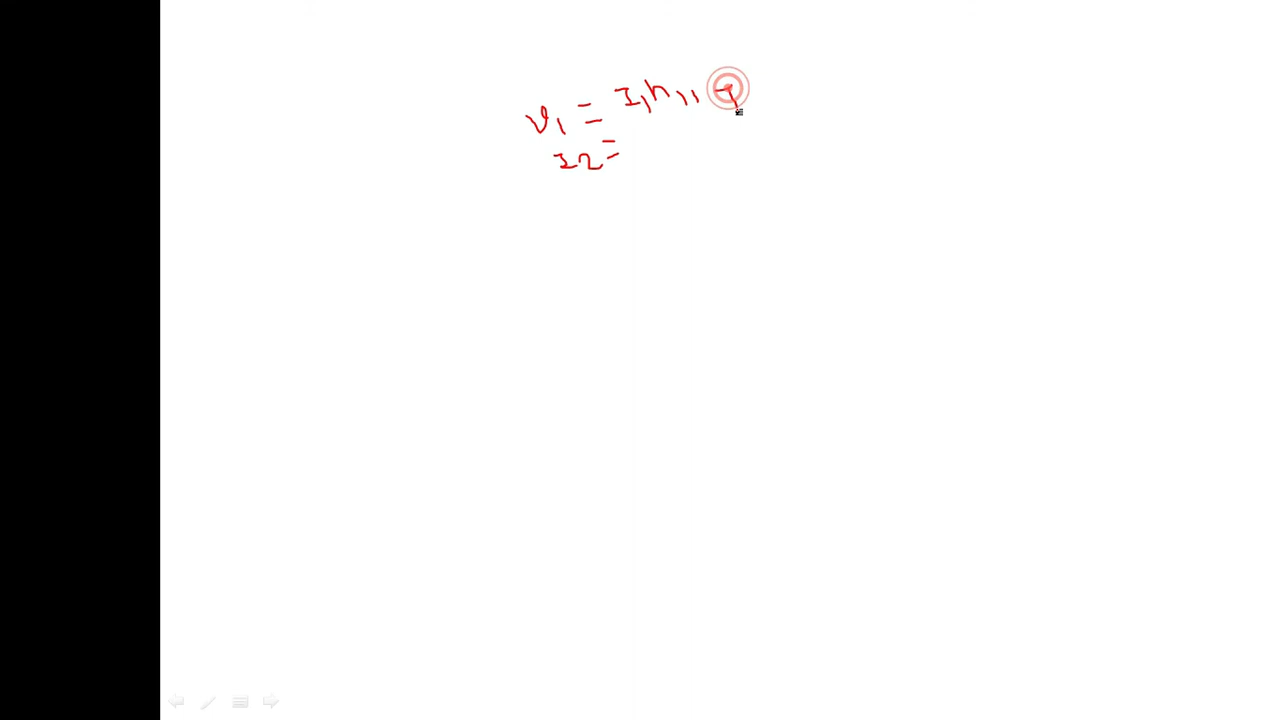 v₁ = I₁h₁₁ +
I2 =